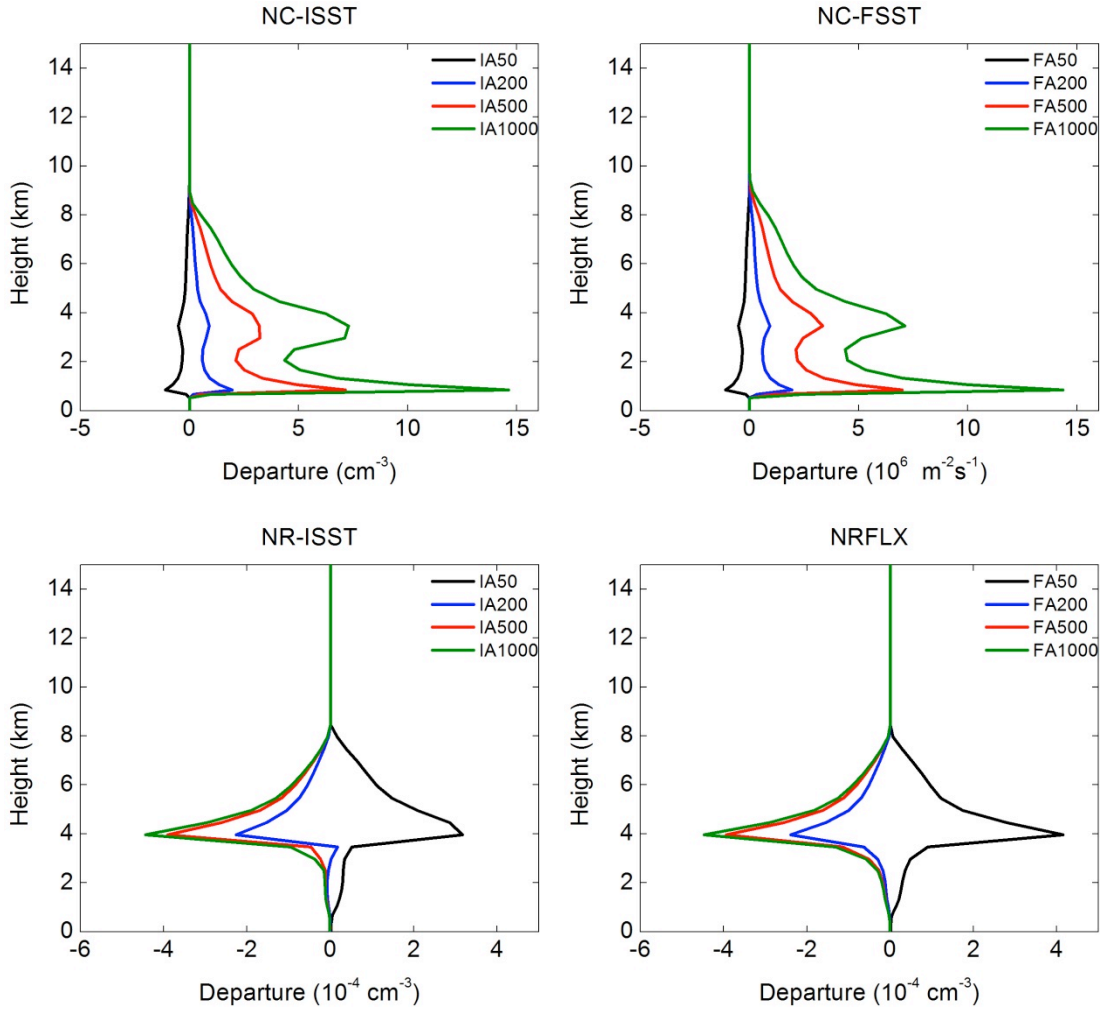 NC-ISST
IA50
IA200
IA500
IA1000
14
12
10
8
6
4
2
0
Height (km)
-5 0 5 10 15
Departure (cm⁻³)
NC-FSST
FA50
FA200
FA500
FA1000
14
12
10
8
6
4
2
0
Height (km)
-5 0 5 10 15
Departure (10⁶ m⁻²s⁻¹)
NR-ISST
IA50
IA200
IA500
IA1000
14
12
10
8
6
4
2
0
Height (km)
-6 -4 -2 0 2 4
Departure (10⁻⁴ cm⁻³)
NRFLX
FA50
FA200
FA500
FA1000
14
12
10
8
6
4
2
0
Height (km)
-6 -4 -2 0 2 4
Departure (10⁻⁴ cm⁻³)